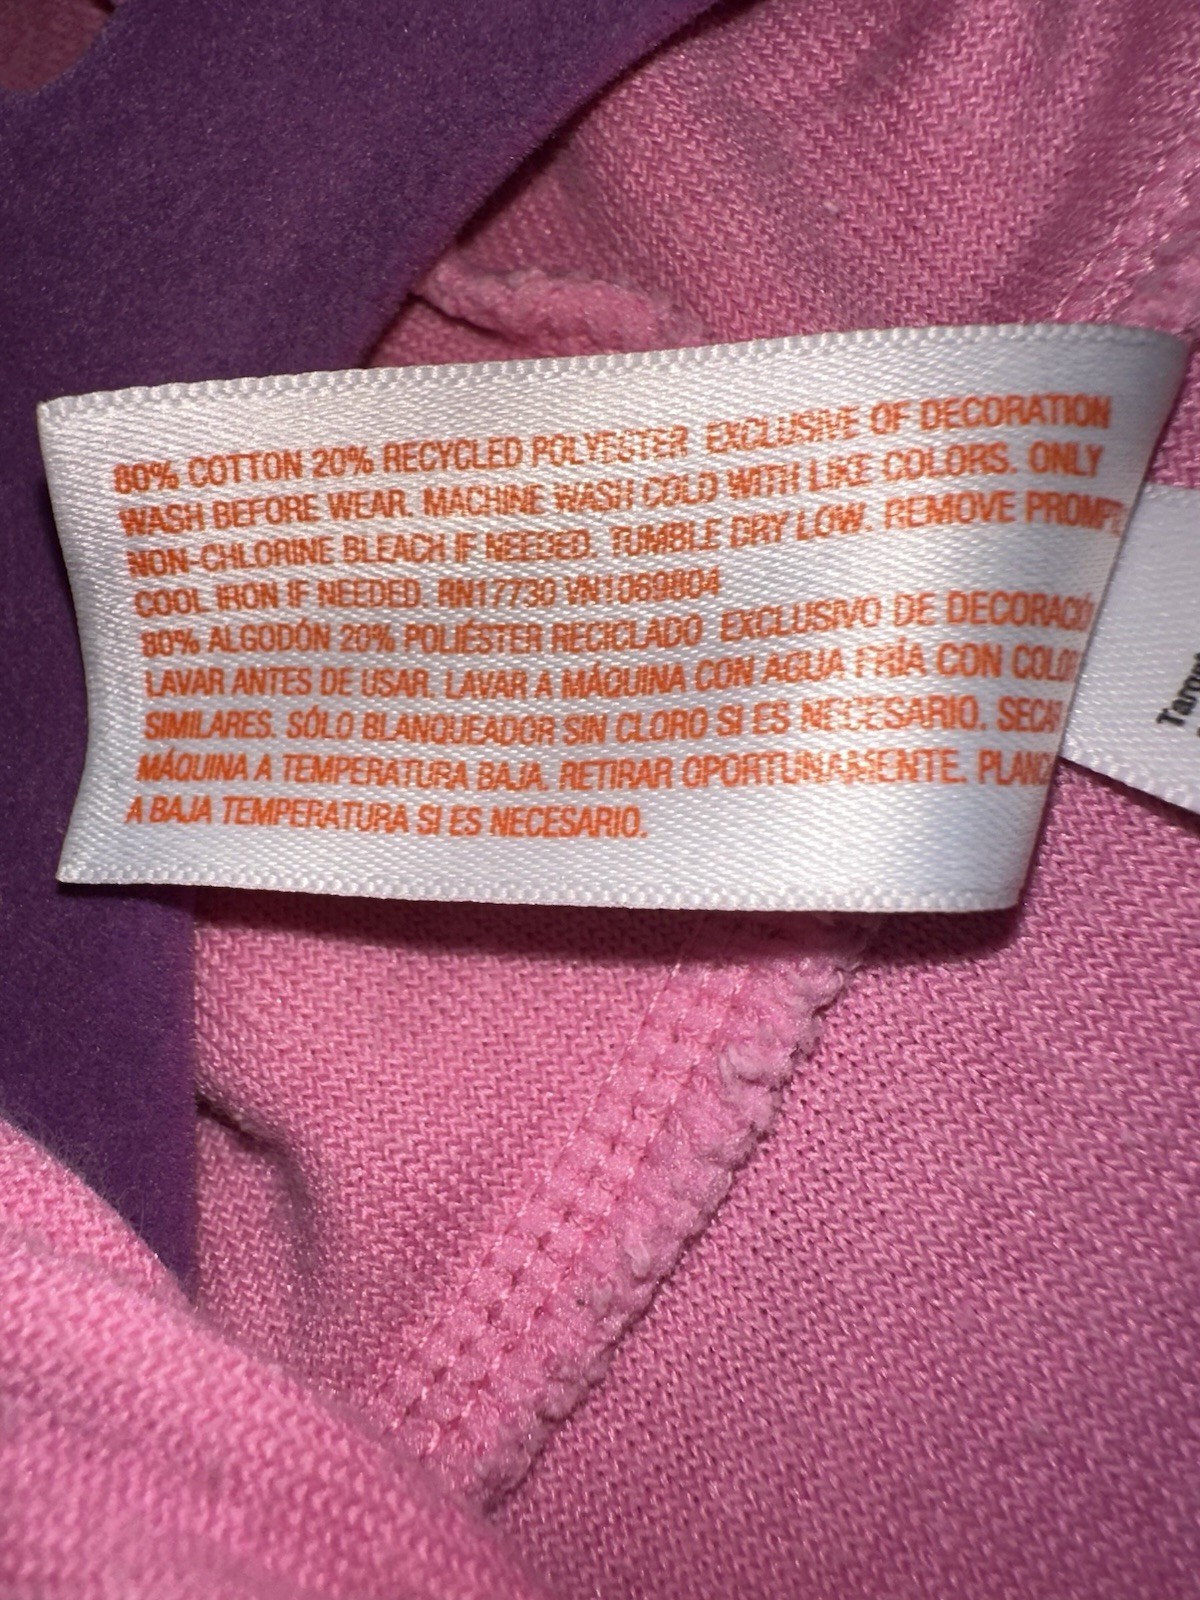 80% COTTON 20% RECYCLED POLYESTER EXCLUSIVE OF DECORATION
WASH BEFORE WEAR. MACHINE WASH COLD WITH LIKE COLORS. ONLY
NON-CHLORINE BLEACH IF NEEDED. TUMBLE DRY LOW. REMOVE
COOL IRON IF NEEDED. RN17730 VN1069804
80% ALGODÓN 20% POLIÉSTER RECICLADO EXCLUSIVO DE
LAVAR ANTES DE USAR. LAVAR A MÁQUINA CON AGUA FRÍA CON
SIMILARES. SÓLO BLANQUEADOR SIN CLORO SI ES NECESARIO.
MÁQUINA A TEMPERATURA BAJA. RETIRAR OPORTUNAMENTE.
A BAJA TEMPERATURA SI ES NECESARIO.